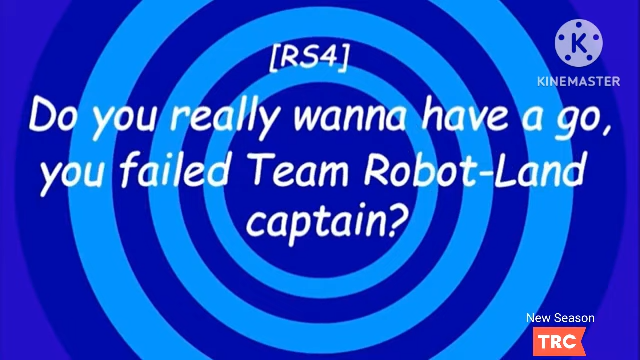 [RS4]
K
KINEMASTER
Do you really wanna have a go,
you failed Team Robot-Land
captain?
New Season
TRC